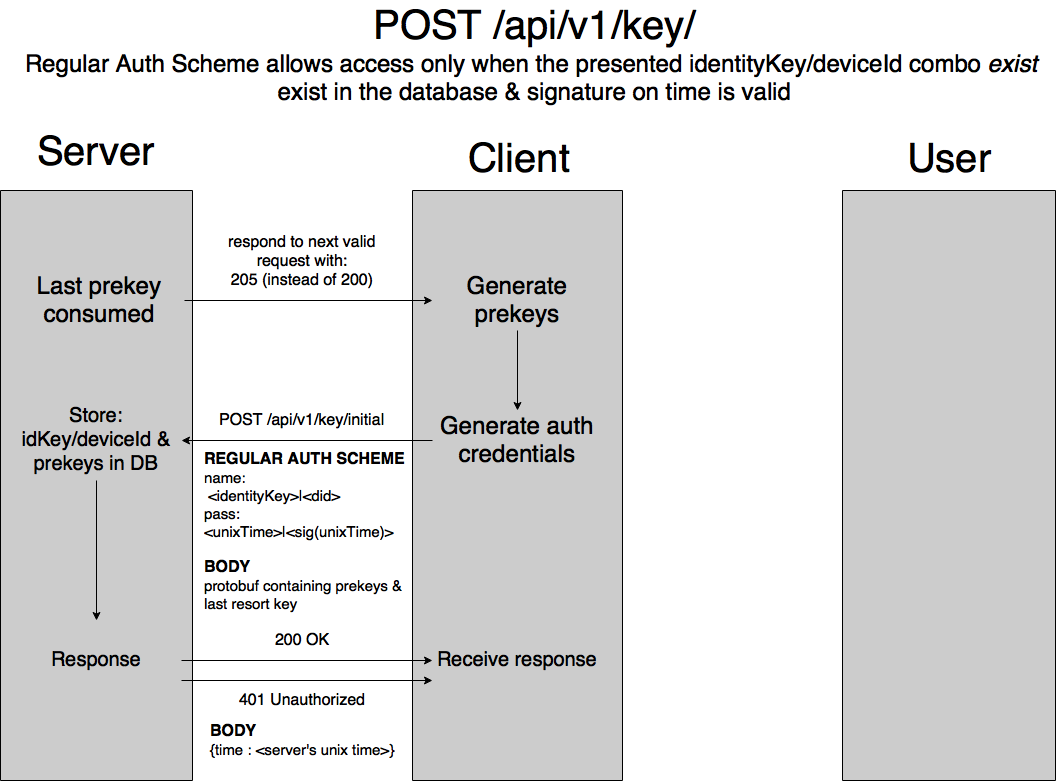 POST /api/v1/key/
Regular Auth Scheme allows access only when the presented identityKey/deviceId combo exist
exist in the database & signature on time is valid
Server
Client
User
respond to next valid
request with:
205 (instead of 200)
Last prekey
consumed
Generate
prekeys
Store:
idKey/deviceId &
prekeys in DB
POST /api/v1/key/initial
Generate auth
credentials
REGULAR AUTH SCHEME
name:
<identityKey>|<did>
pass:
<unixTime>|<sig(unixTime)>
BODY
protobuf containing prekeys &
last resort key
200 OK
Response
Receive response
401 Unauthorized
BODY
{time : <server's unix time>}